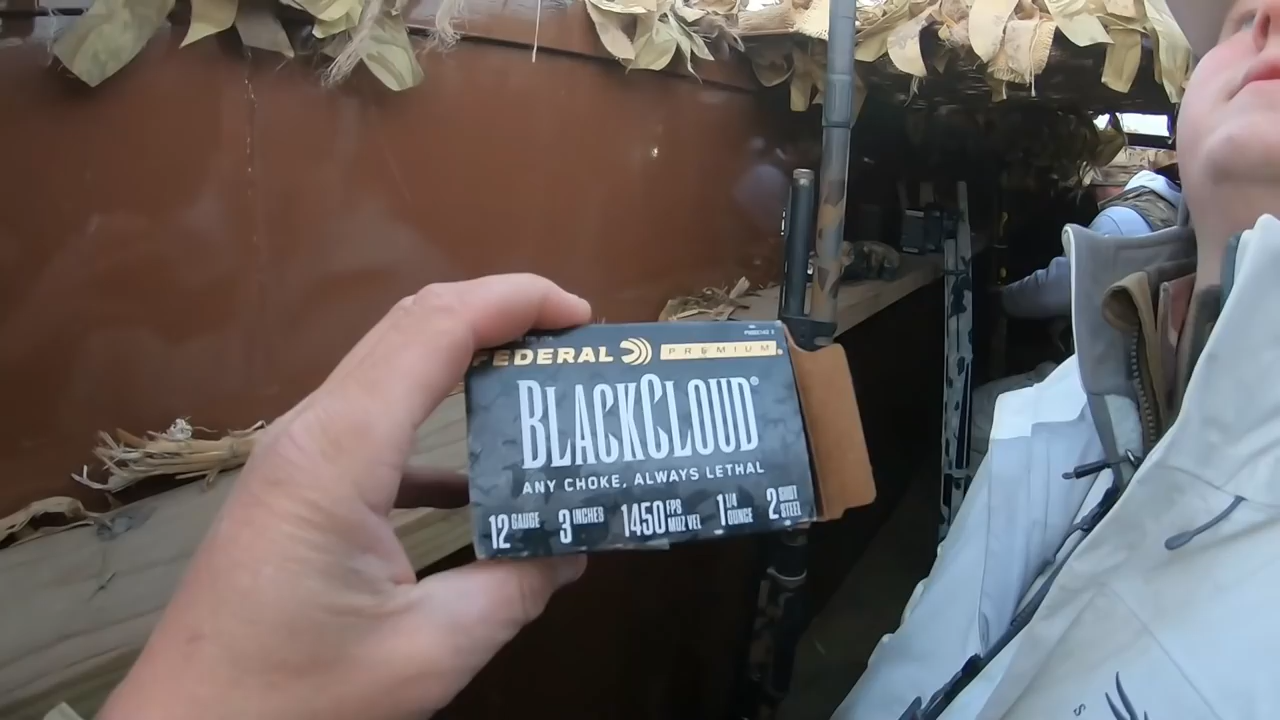 FEDERAL PREMIUM
BLACKCLOUD®
ANY CHOKE, ALWAYS LETHAL
12 GAUGE 3 INCHES 1450 FPS MUZ VEL 1 1/4 OUNCE 2 SHOT STEEL
S